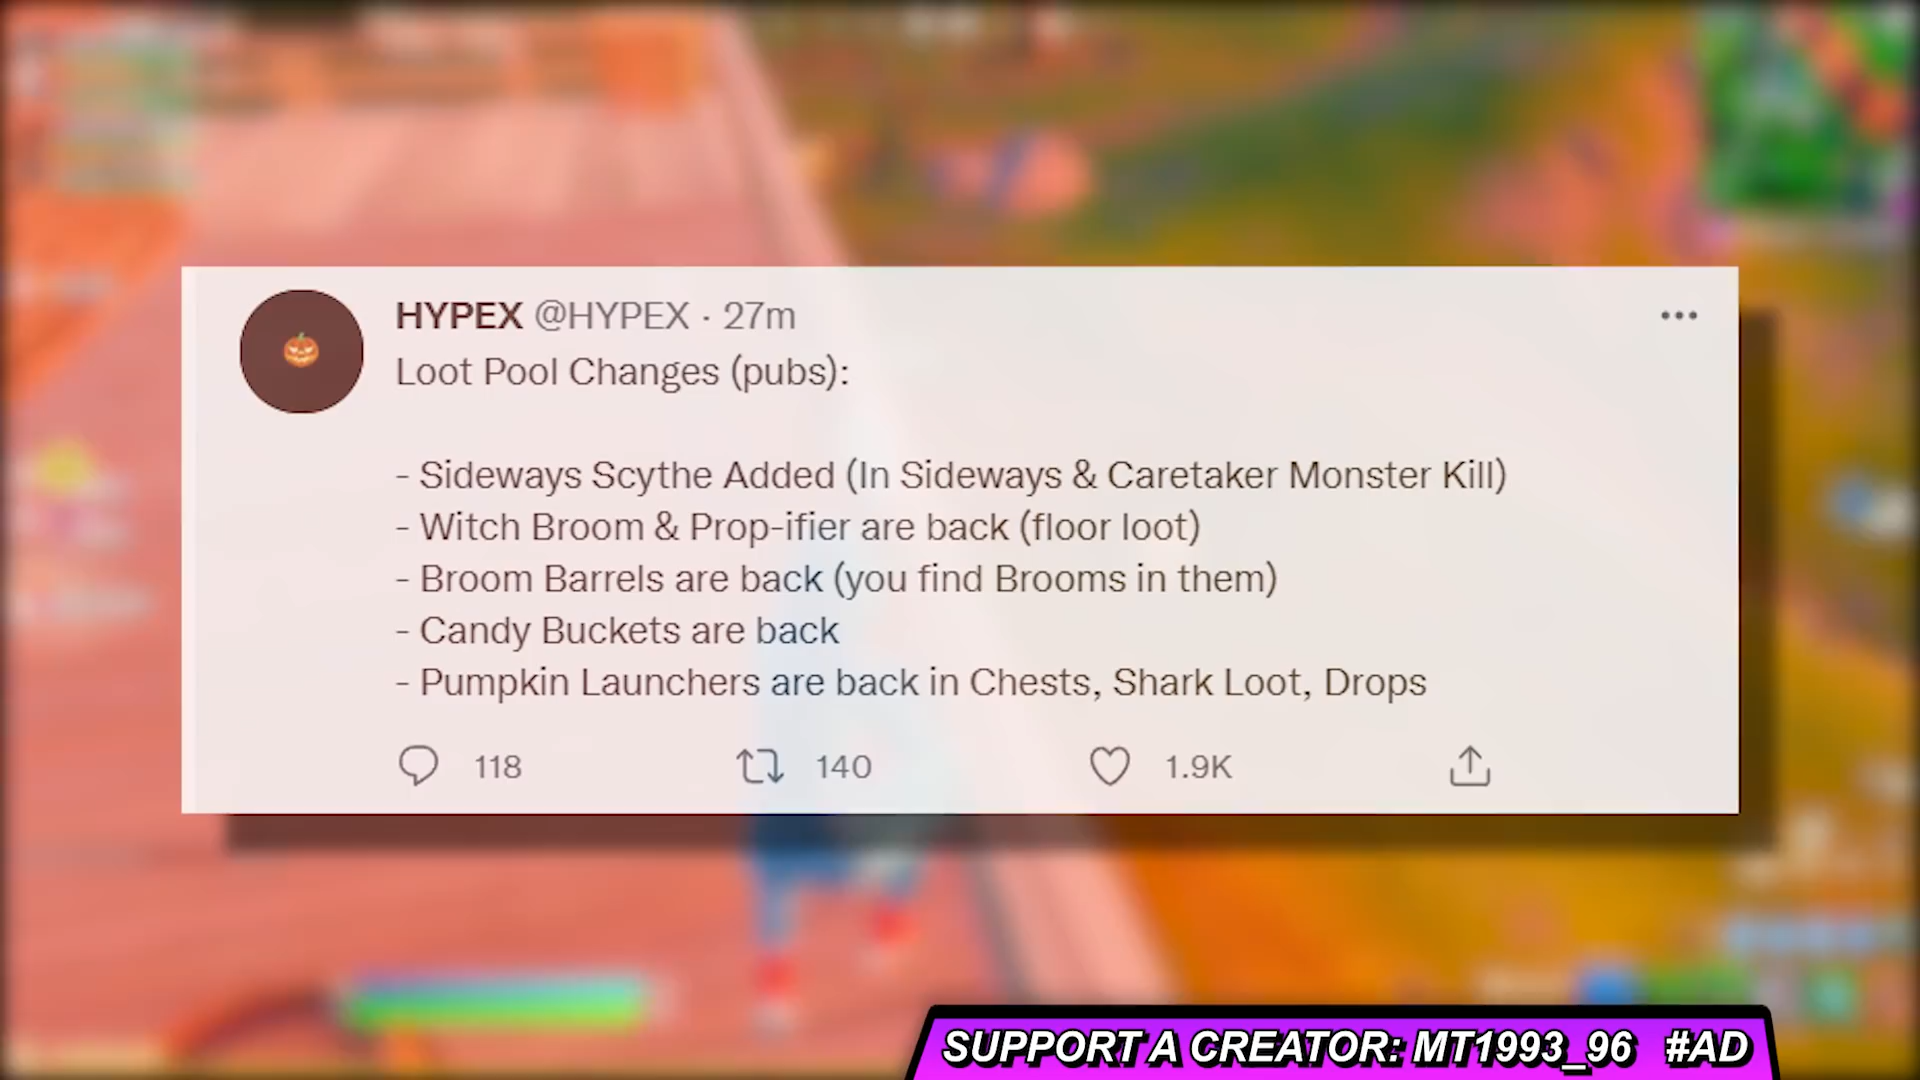 HYPEX @HYPEX · 27m
Loot Pool Changes (pubs):
- Sideways Scythe Added (In Sideways & Caretaker Monster Kill)
- Witch Broom & Prop-ifier are back (floor loot)
- Broom Barrels are back (you find Brooms in them)
- Candy Buckets are back
- Pumpkin Launchers are back in Chests, Shark Loot, Drops
118 140 1.9K
SUPPORT A CREATOR: MT1993_96 #AD